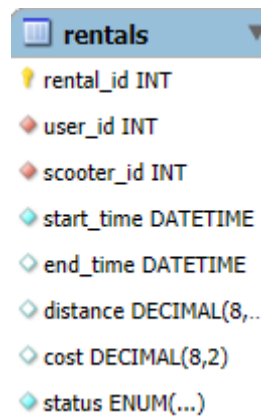 rentals
rental_id INT
user_id INT
scooter_id INT
start_time DATETIME
end_time DATETIME
distance DECIMAL(8,...
cost DECIMAL(8,2)
status ENUM(...)